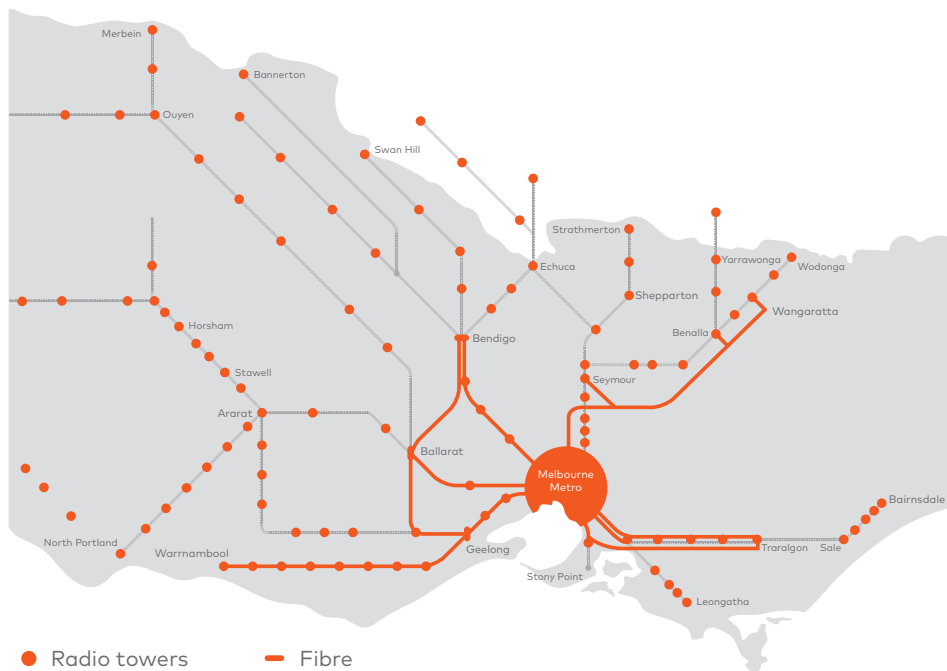 Merbein
Bannerton
Ouyen
Swan Hill
Strathmerton
Yarrawonga
Wodonga
Echuca
Shepparton
Wangaratta
Horsham
Benalla
Bendigo
Stawell
Seymour
Ararat
Ballarat
Melbourne
Metro
Bairnsdale
North Portland
Warrnambool
Geelong
Traralgon
Sale
Stony Point
Leongatha
Radio towers
Fibre